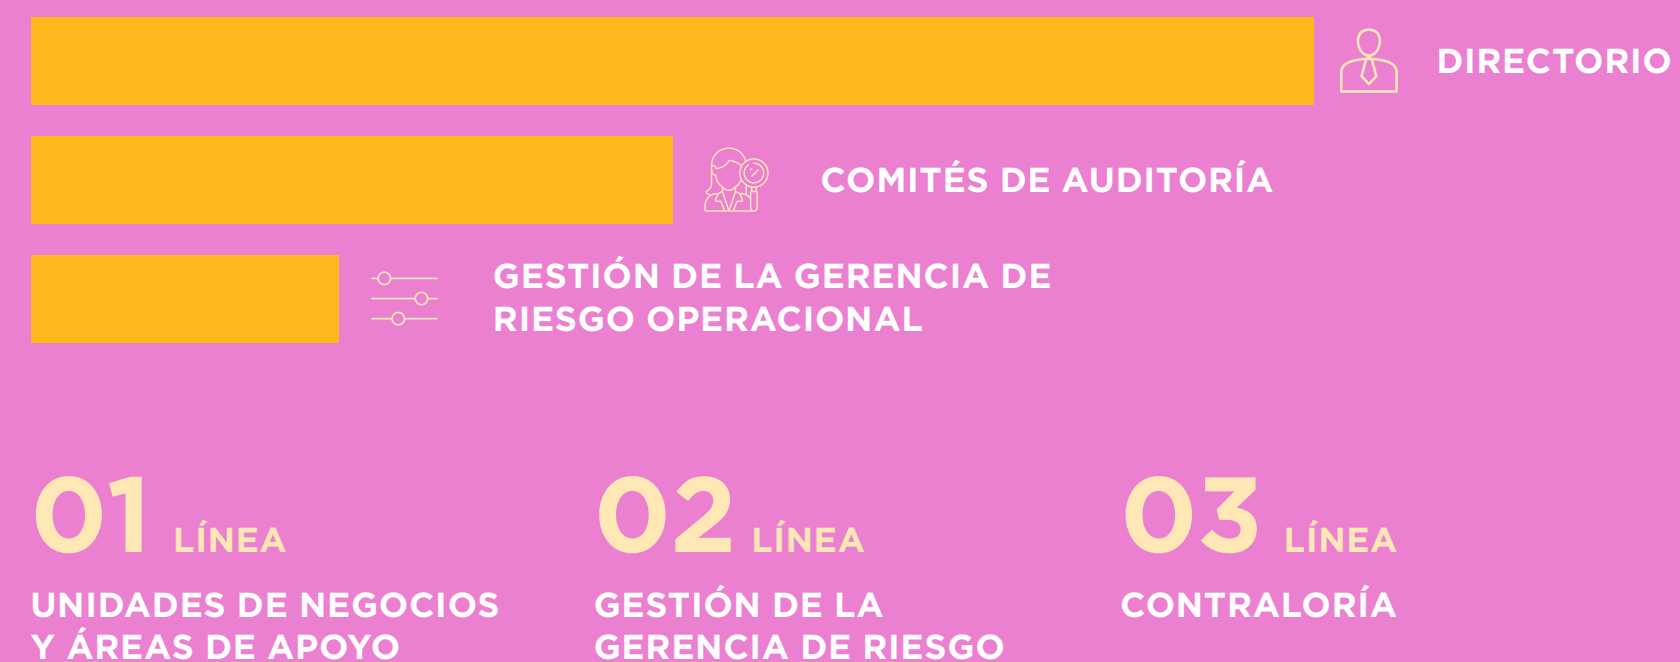 DIRECTORIO
COMITÉS DE AUDITORÍA
GESTIÓN DE LA GERENCIA DE
RIESGO OPERACIONAL
01 LÍNEA
UNIDADES DE NEGOCIOS
Y ÁREAS DE APOYO
02 LÍNEA
GESTIÓN DE LA
GERENCIA DE RIESGO
03 LÍNEA
CONTRALORÍA